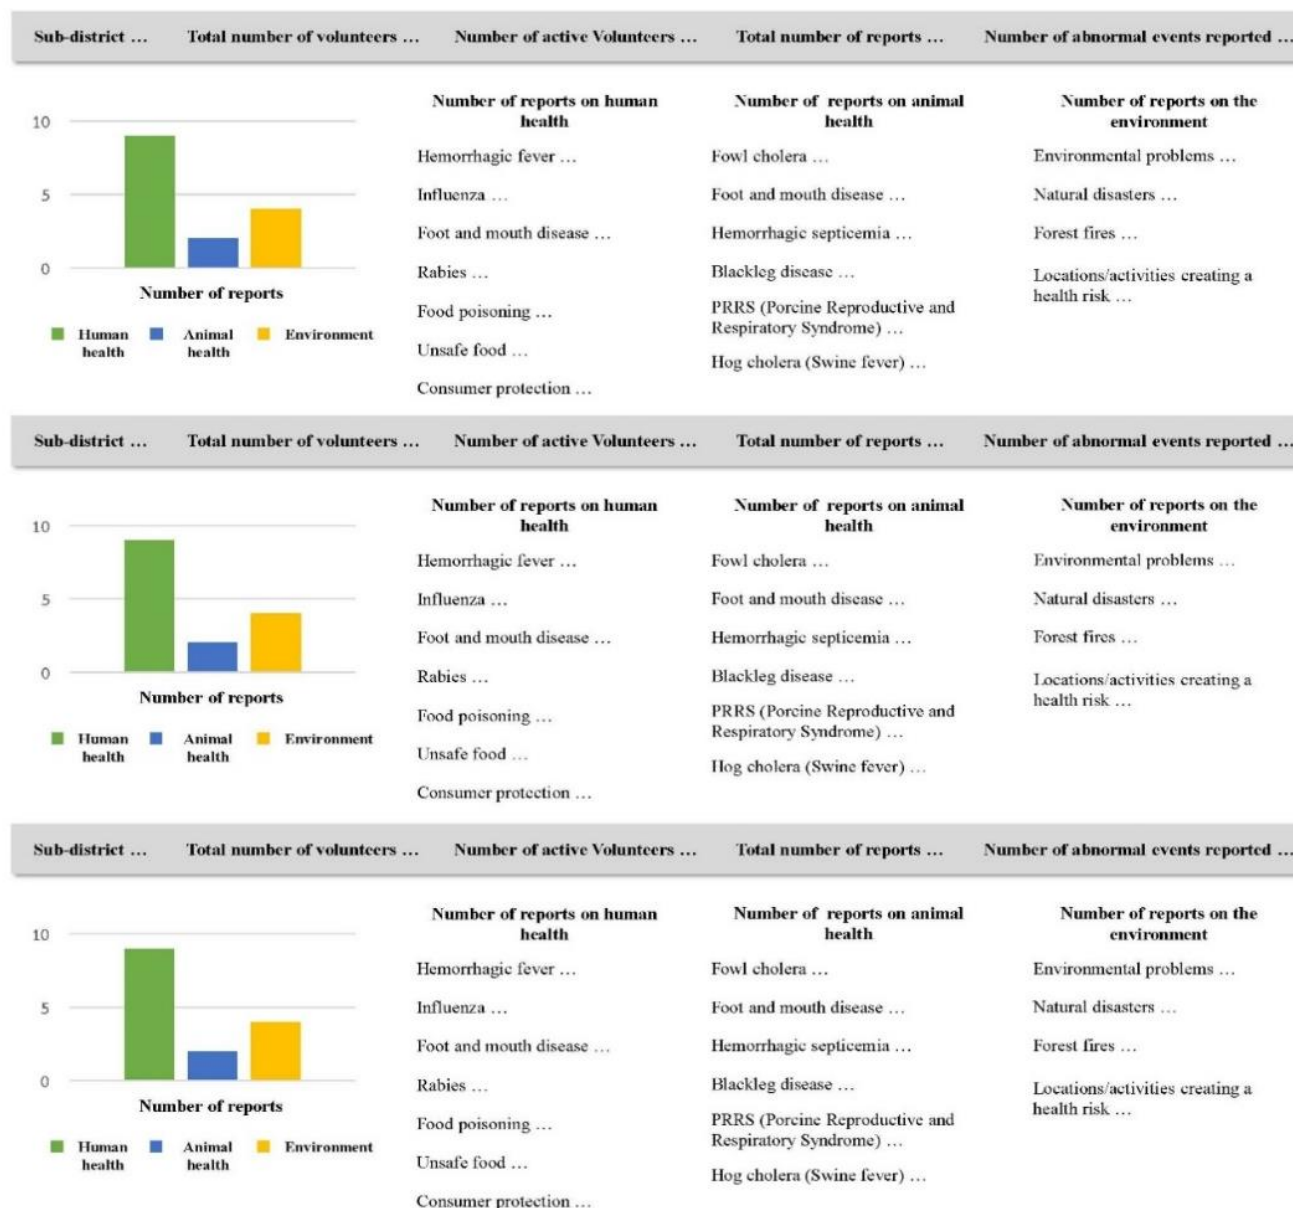 Sub-district … Total number of volunteers … Number of active Volunteers … Total number of reports … Number of abnormal events reported …
10
5
0
Number of reports
Human health
Animal health
Environment
Number of reports on human
health
Hemorrhagic fever …
Influenza …
Foot and mouth disease …
Rabies …
Food poisoning …
Unsafe food …
Consumer protection …
Number of reports on animal
health
Fowl cholera …
Foot and mouth disease …
Hemorrhagic septicemia …
Blackleg disease …
PRRS (Porcine Reproductive and
Respiratory Syndrome) …
Hog cholera (Swine fever) …
Number of reports on the
environment
Environmental problems …
Natural disasters …
Forest fires …
Locations/activities creating a
health risk …
Sub-district … Total number of volunteers … Number of active Volunteers … Total number of reports … Number of abnormal events reported …
10
5
0
Number of reports
Human health
Animal health
Environment
Number of reports on human
health
Hemorrhagic fever …
Influenza …
Foot and mouth disease …
Rabies …
Food poisoning …
Unsafe food …
Consumer protection …
Number of reports on animal
health
Fowl cholera …
Foot and mouth disease …
Hemorrhagic septicemia …
Blackleg disease …
PRRS (Porcine Reproductive and
Respiratory Syndrome) …
Hog cholera (Swine fever) …
Number of reports on the
environment
Environmental problems …
Natural disasters …
Forest fires …
Locations/activities creating a
health risk …
Sub-district … Total number of volunteers … Number of active Volunteers … Total number of reports … Number of abnormal events reported …
10
5
0
Number of reports
Human health
Animal health
Environment
Number of reports on human
health
Hemorrhagic fever …
Influenza …
Foot and mouth disease …
Rabies …
Food poisoning …
Unsafe food …
Consumer protection …
Number of reports on animal
health
Fowl cholera …
Foot and mouth disease …
Hemorrhagic septicemia …
Blackleg disease …
PRRS (Porcine Reproductive and
Respiratory Syndrome) …
Hog cholera (Swine fever) …
Number of reports on the
environment
Environmental problems …
Natural disasters …
Forest fires …
Locations/activities creating a
health risk …